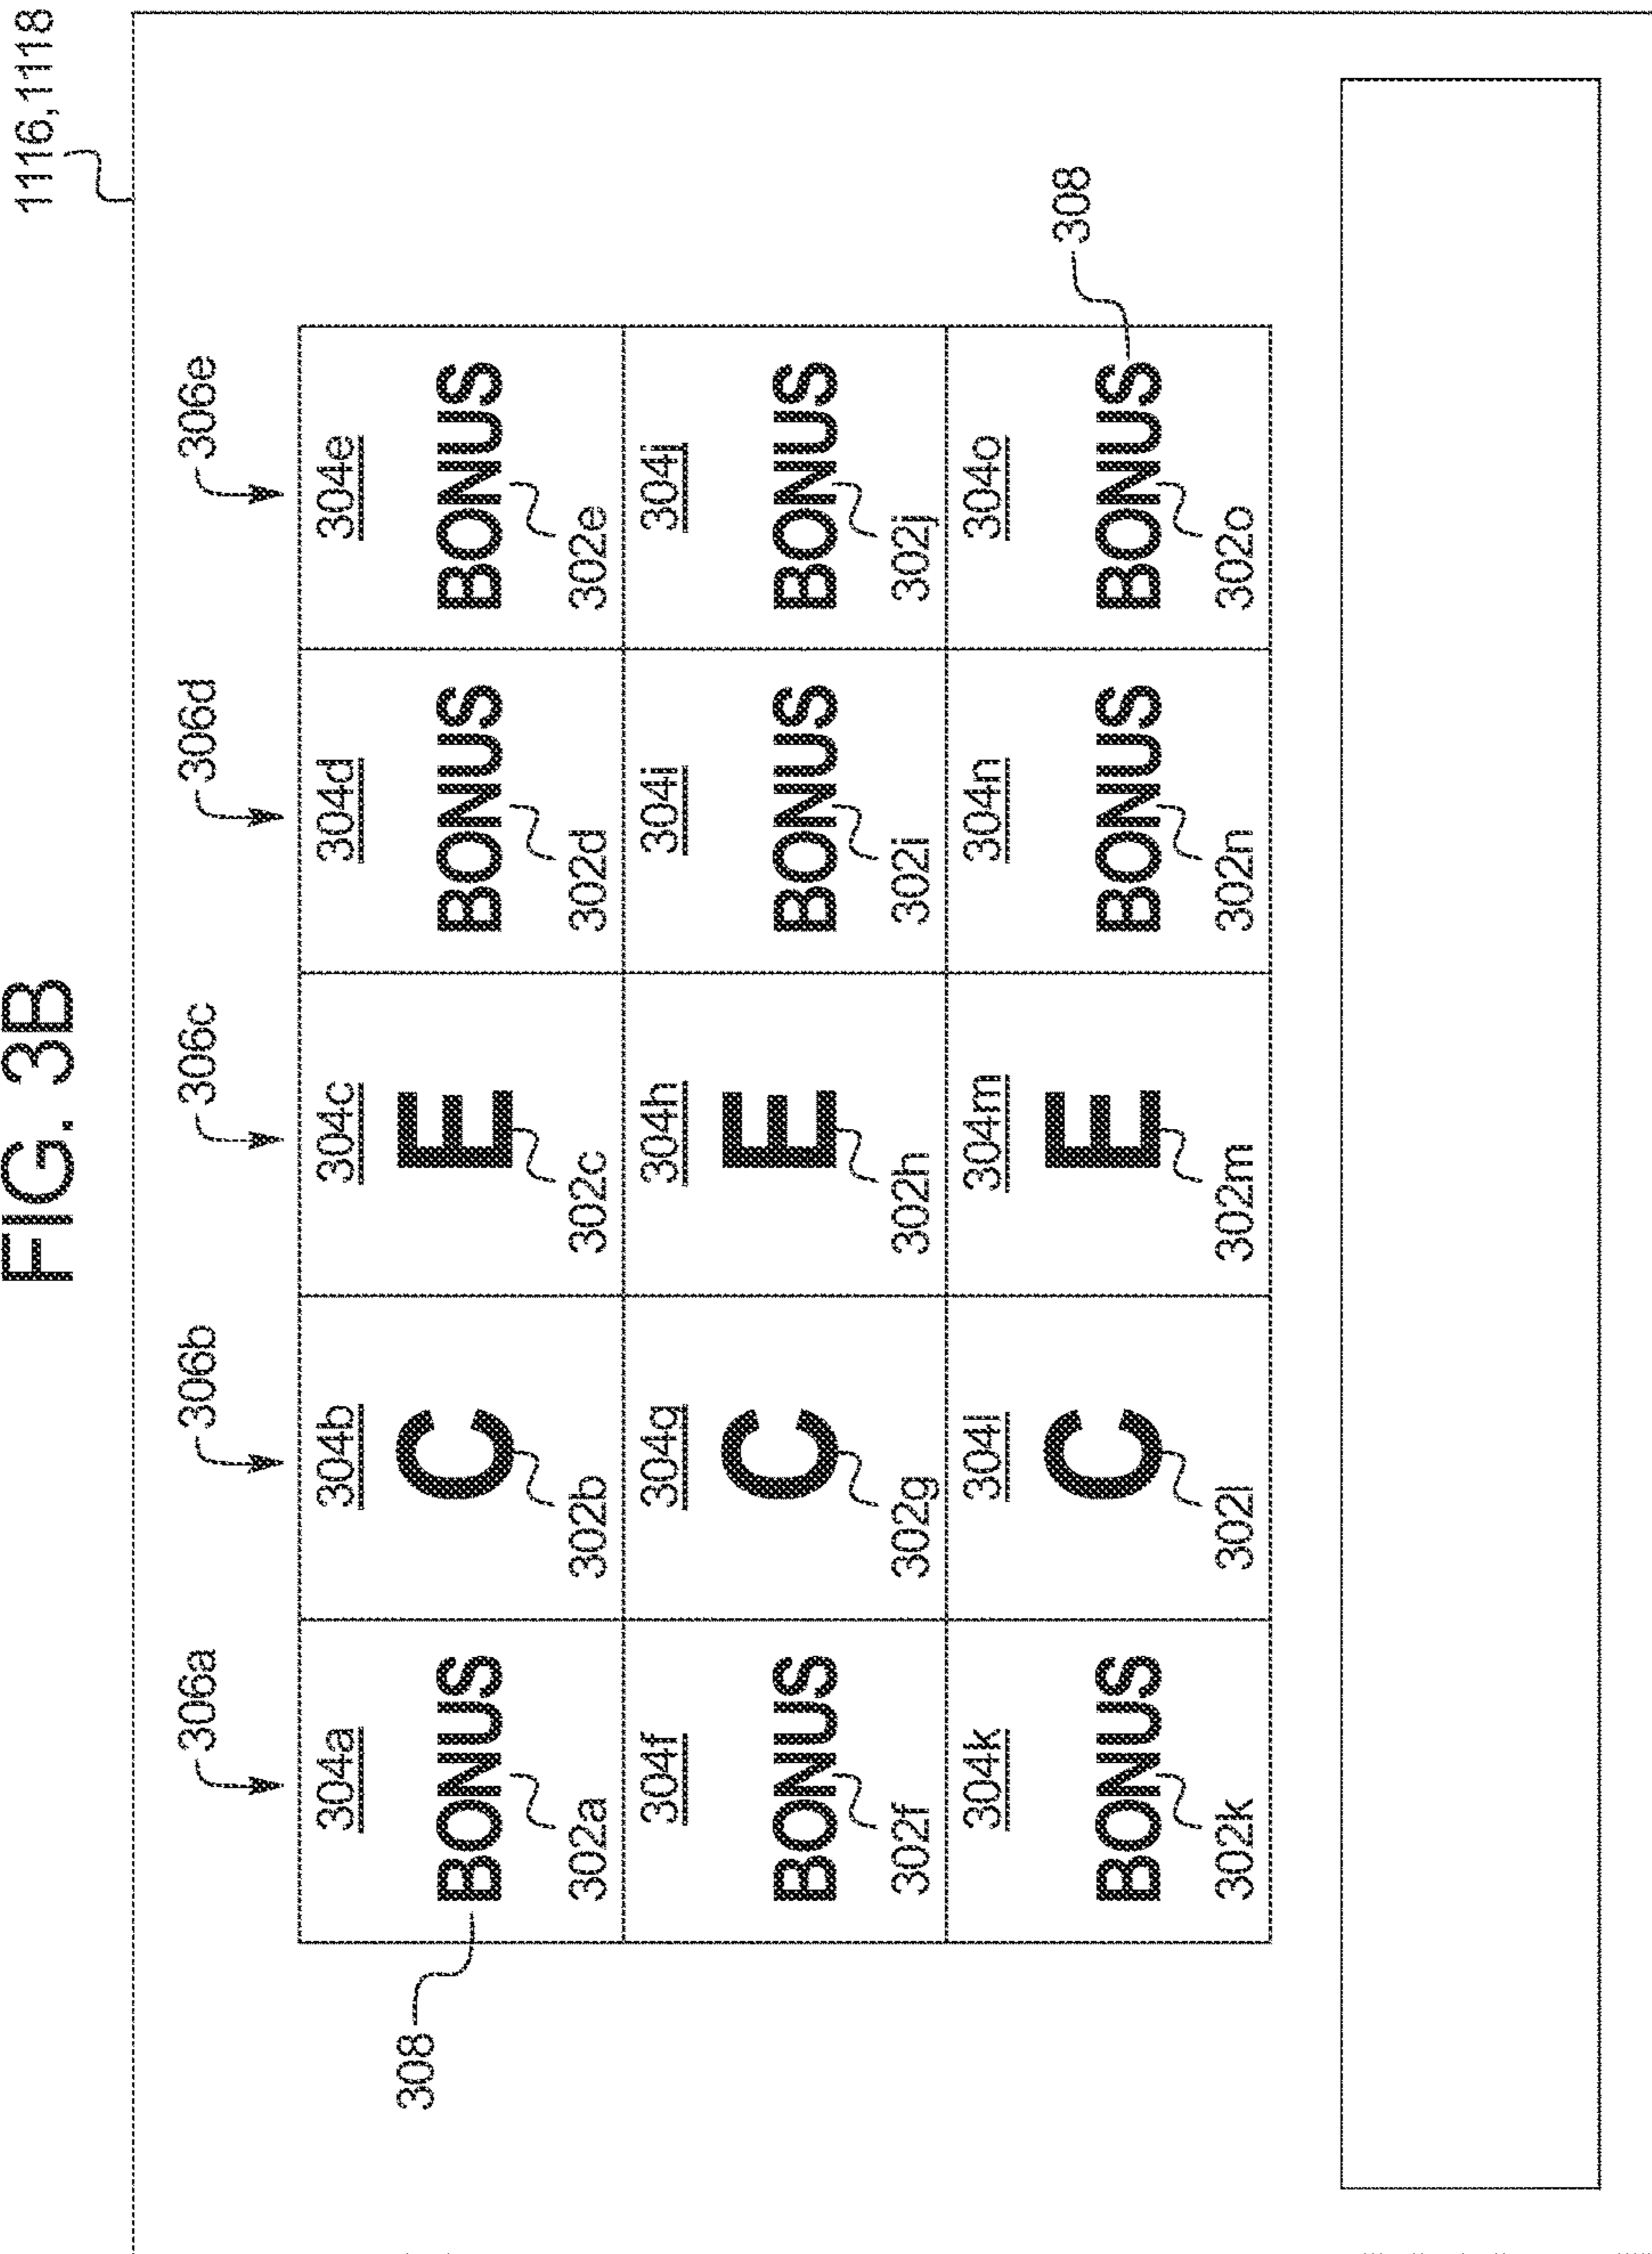 FIG. 3B
1116,1118
306a 306b 306c 306d 306e
304a 304b 304c 304d 304e
308 BONUS C E BONUS BONUS
302a 302b 302c 302d 302e
304f 304g 304h 304i 304j
BONUS C E BONUS BONUS
302f 302g 302h 302i 302j
304k 304l 304m 304n 304o
BONUS C E BONUS BONUS 308
302k 302l 302m 302n 302o